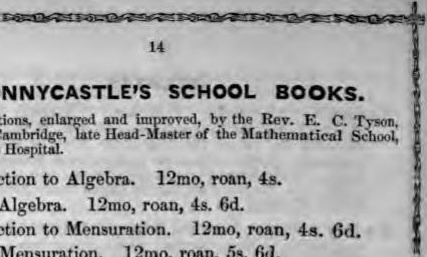 14
NNYCASTLE'S SCHOOL BOOKS.
tions, enlarged and improved, by the Rev. E. C. Tyson,
Cambridge, late Head-Master of the Mathematical School,
Hospital.
ction to Algebra. 12mo, roan, 4s.
Algebra. 12mo, roan, 4s. 6d.
ction to Mensuration. 12mo, roan, 4s. 6d.
Mensuration. 12mo, roan, 5s. 6d.